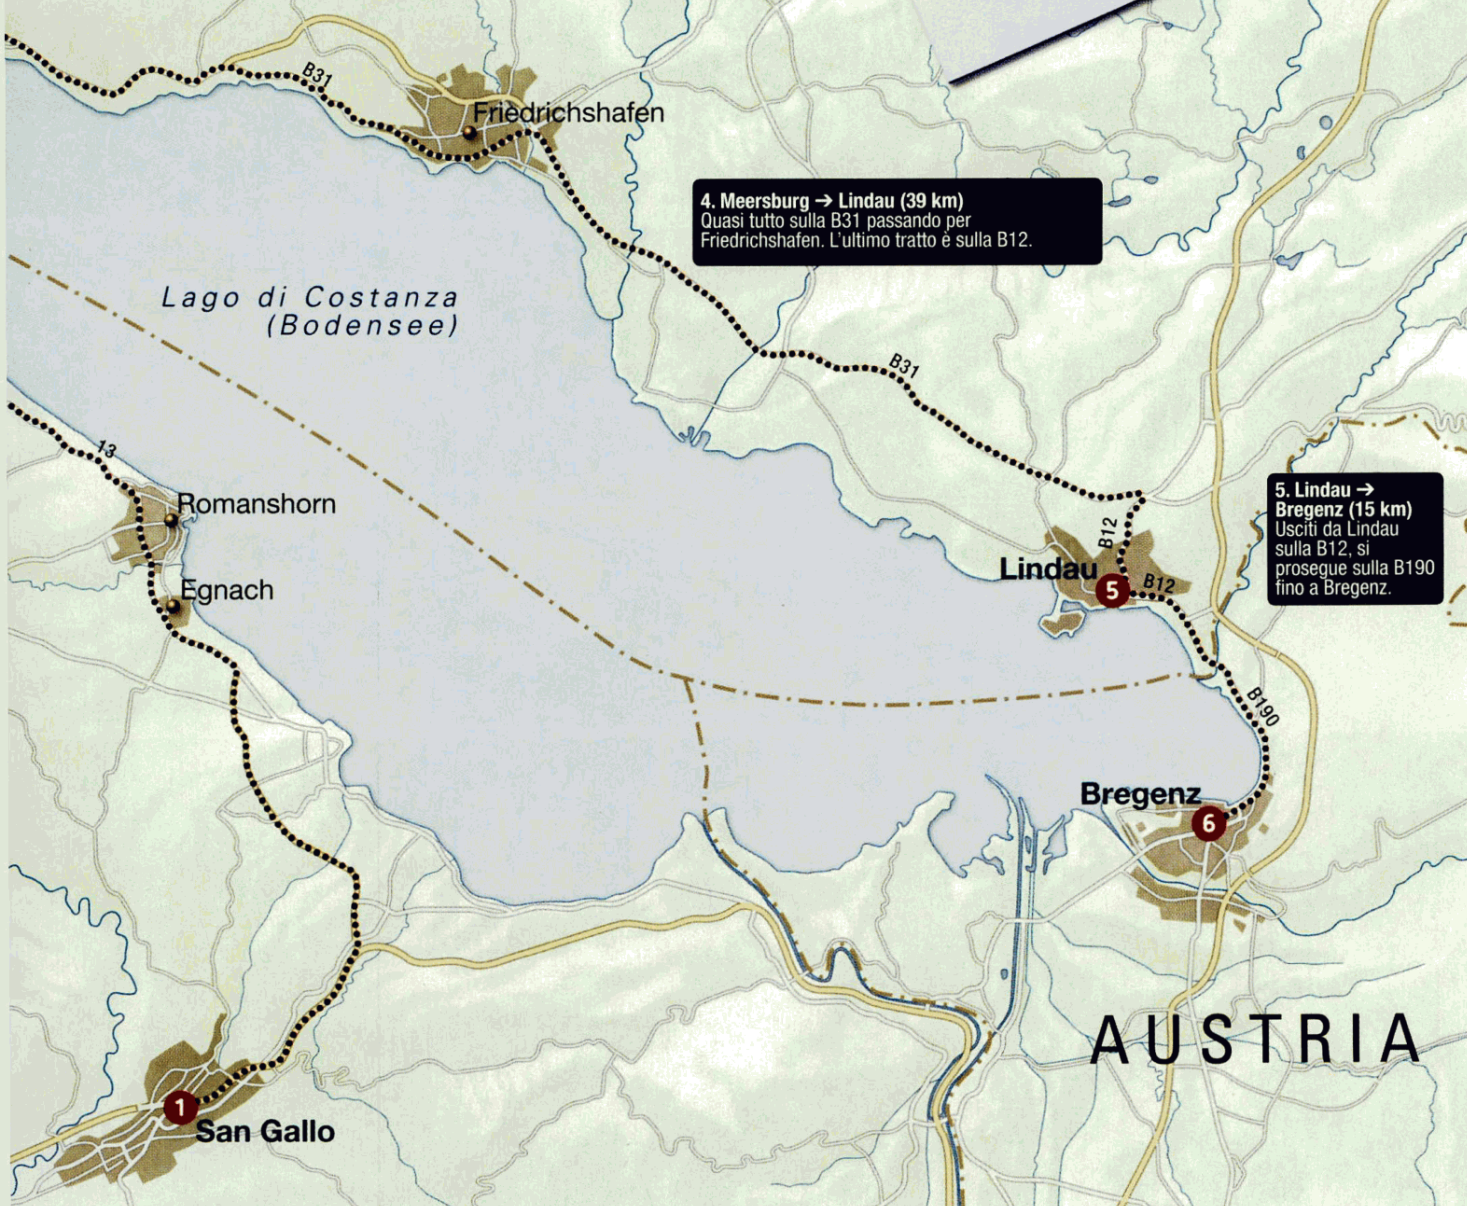 B31
Friedrichshafen
4. Meersburg → Lindau (39 km)
Quasi tutto sulla B31 passando per
Friedrichshafen. L'ultimo tratto è sulla B12.
Lago di Costanza
(Bodensee)
B31
13
Romanshorn
5. Lindau →
Bregenz (15 km)
Usciti da Lindau
sulla B12, si
prosegue sulla B190
fino a Bregenz.
B12
Lindau
5
B12
Egnach
B190
Bregenz
6
AUSTRIA
1
San Gallo